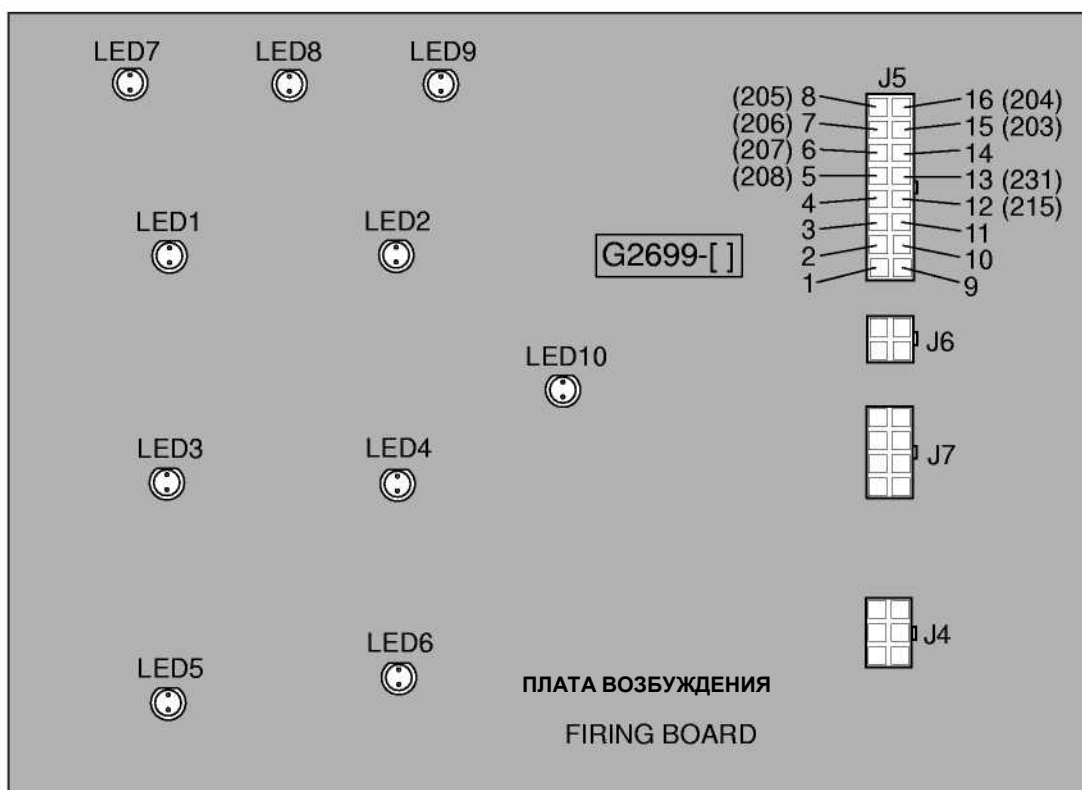 LED7 LED8 LED9
J5
(205) 8 16 (204)
(206) 7 15 (203)
(207) 6 14
(208) 5 13 (231)
4 12 (215)
3 11
2 10
1 9
LED1 LED2
G2699-[ ]
J6
LED10
LED3 LED4
J7
J4
LED5 LED6
ПЛАТА ВОЗБУЖДЕНИЯ
FIRING BOARD